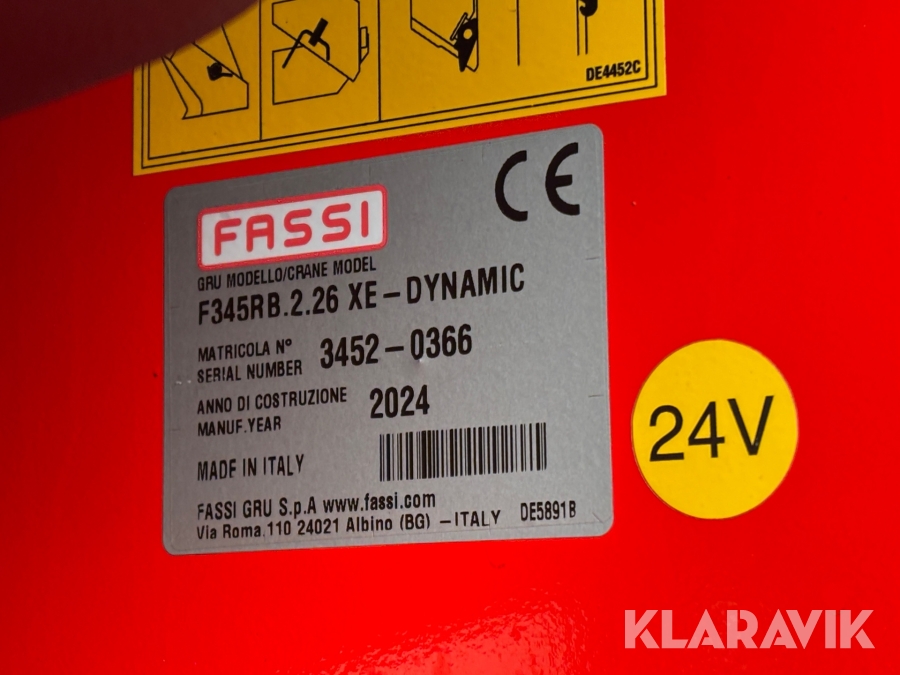 DE4452C
CE
FASSI
GRU MODELLO/CRANE MODEL
F345RB.2.26 XE-DYNAMIC
MATRICOLA N°
SERIAL NUMBER 3452-0366
ANNO DI COSTRUZIONE
MANUF.YEAR 2024
MADE IN ITALY
FASSI GRU S.p.A www.fassi.com
Via Roma,110 24021 Albino (BG) -ITALY DE5891B
24V
KLARAVIK